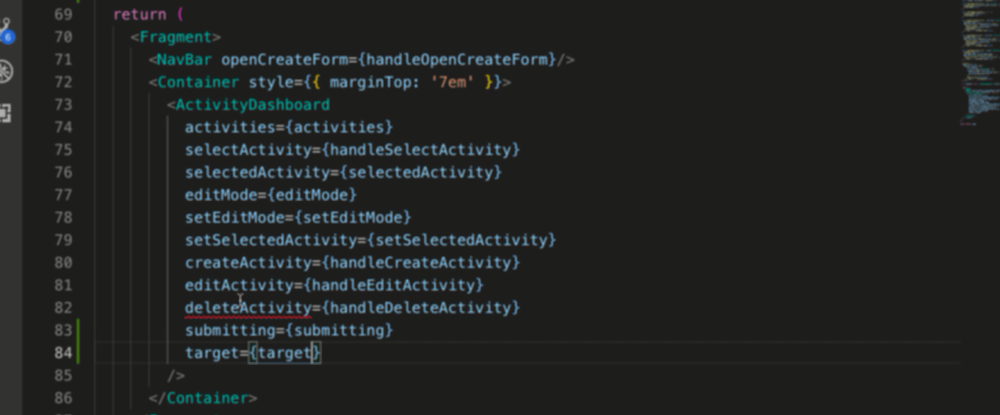 6
69 return (
70 <Fragment>
71 <NavBar openCreateForm={handleOpenCreateForm}/>
72 <Container style={{ marginTop: '7em' }}>
73 <ActivityDashboard
74 activities={activities}
75 selectActivity={handleSelectActivity}
76 selectedActivity={selectedActivity}
77 editMode={editMode}
78 setEditMode={setEditMode}
79 setSelectedActivity={setSelectedActivity}
80 createActivity={handleCreateActivity}
81 editActivity={handleEditActivity}
82 deleteActivity={handleDeleteActivity}
83 submitting={submitting}
84 target={target}
85 />
86 </Container>